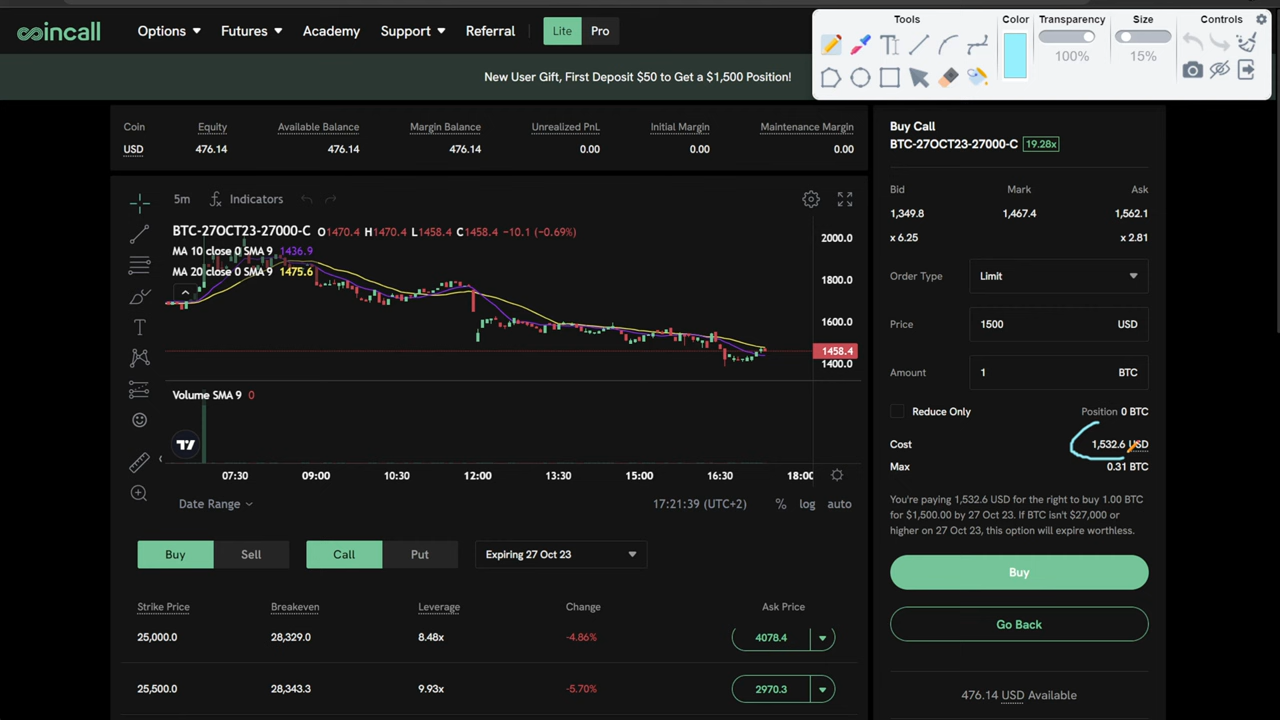 coincall Options Futures Academy Support Referral Lite Pro
Tools Color Transparency Size Controls
100% 15%
New User Gift, First Deposit $50 to Get a $1,500 Position!
Coin Equity Available Balance Margin Balance Unrealized PnL Initial Margin Maintenance Margin
USD 476.14 476.14 476.14 0.00 0.00 0.00
5m Indicators
BTC-27OCT23-27000-C O1470.4 H1470.4 L1458.4 C1458.4 −10.1 (−0.69%)
MA 10 close 0 SMA 9 1436.9
MA 20 close 0 SMA 9 1475.6
2000.0
1800.0
1600.0
1458.4
1400.0
Volume SMA 9 0
07:30 09:00 10:30 12:00 13:30 15:00 16:30 18:00
Date Range 17:21:39 (UTC+2) % log auto
Buy Sell Call Put Expiring 27 Oct 23
Strike Price Breakeven Leverage Change Ask Price
25,000.0 28,329.0 8.48x -4.86% 4078.4
25,500.0 28,343.3 9.93x -5.70% 2970.3
Buy Call
BTC-27OCT23-27000-C 19.28x
Bid Mark Ask
1,349.8 1,467.4 1,562.1
x 6.25 x 2.81
Order Type Limit
Price 1500 USD
Amount 1 BTC
Reduce Only Position 0 BTC
Cost 1,532.6 USD
Max 0.31 BTC
You're paying 1,532.6 USD for the right to buy 1.00 BTC
for $1,500.00 by 27 Oct 23. If BTC isn't $27,000 or
higher on 27 Oct 23, this option will expire worthless.
Buy
Go Back
476.14 USD Available